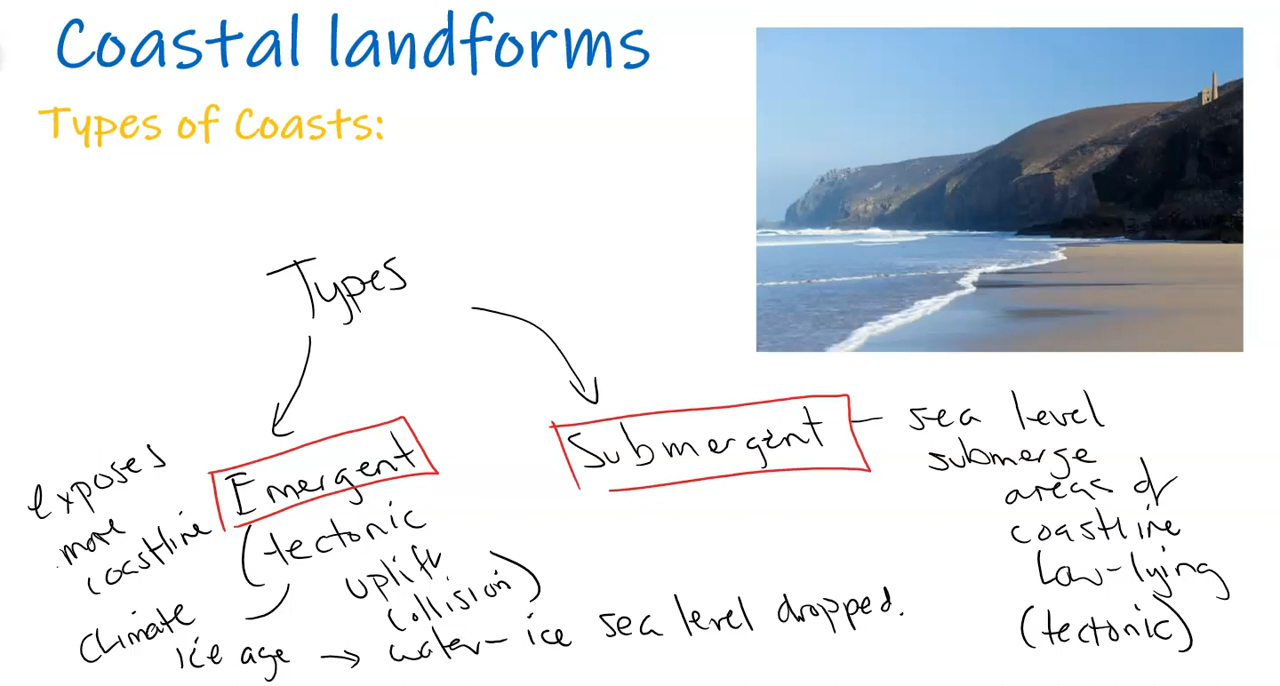 Coastal landforms
Types of Coasts:
Types
Emergent
(tectonic
uplift
collision)
exposes
more
coastline
climate
ice age → water - ice sea level dropped.
Submergent - sea level
submerge
areas of
coastline
low-lying
(tectonic)